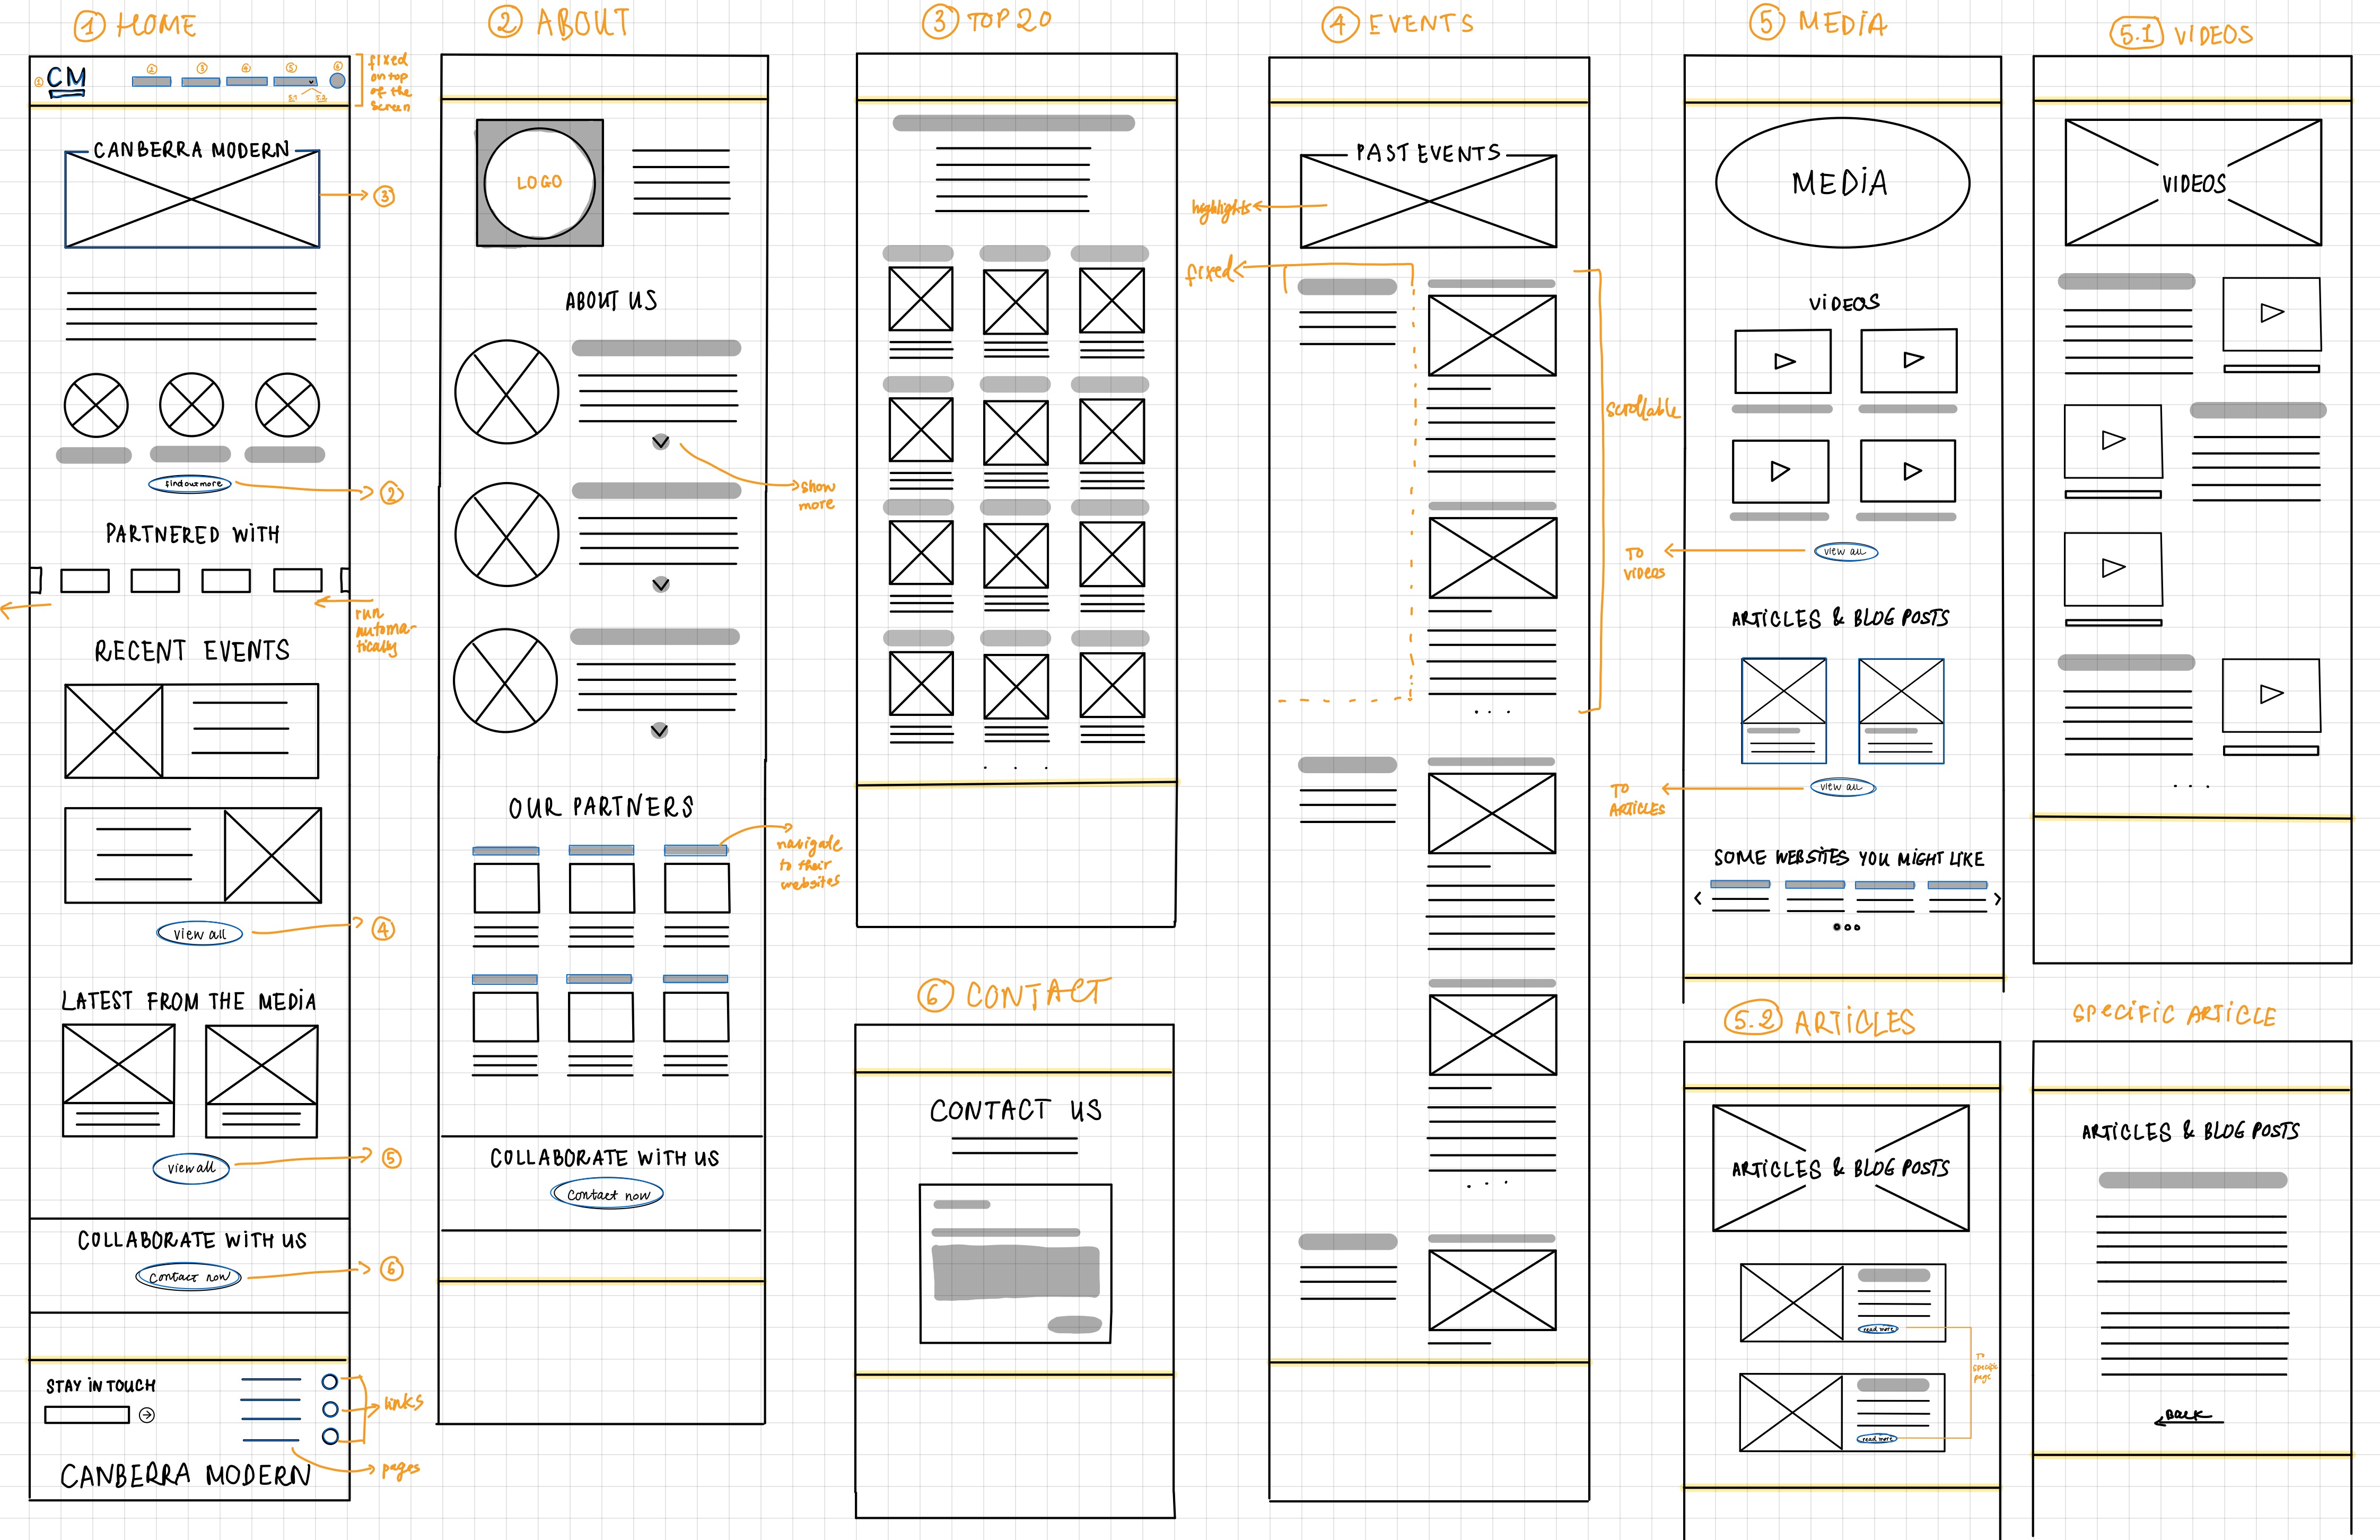 ① HOME
② ABOUT
③ TOP 20
④ EVENTS
⑤ MEDIA
5.1 VIDEOS
① CM
② ③ ④ ⑤ ⑥
5.1 5.2
fixed
on top
of the
screen
CANBERRA MODERN
③
find out more
②
PARTNERED WITH
run
automa-
tically
RECENT EVENTS
view all
④
LATEST FROM THE MEDIA
view all
⑤
COLLABORATE WITH US
Contact now
⑥
STAY IN TOUCH
links
pages
CANBERRA MODERN
LOGO
ABOUT US
show
more
OUR PARTNERS
navigate
to their
websites
COLLABORATE WITH US
Contact now
⑥ CONTACT
CONTACT US
PAST EVENTS
highlights
fixed
scrollable
MEDIA
VIDEOS
view all
TO
VIDEOS
ARTICLES & BLOG POSTS
view all
TO
ARTICLES
SOME WEBSITES YOU MIGHT LIKE
VIDEOS
5.2 ARTICLES
ARTICLES & BLOG POSTS
read more
read more
TO
specific
page
SPECIFIC ARTICLE
ARTICLES & BLOG POSTS
BACK